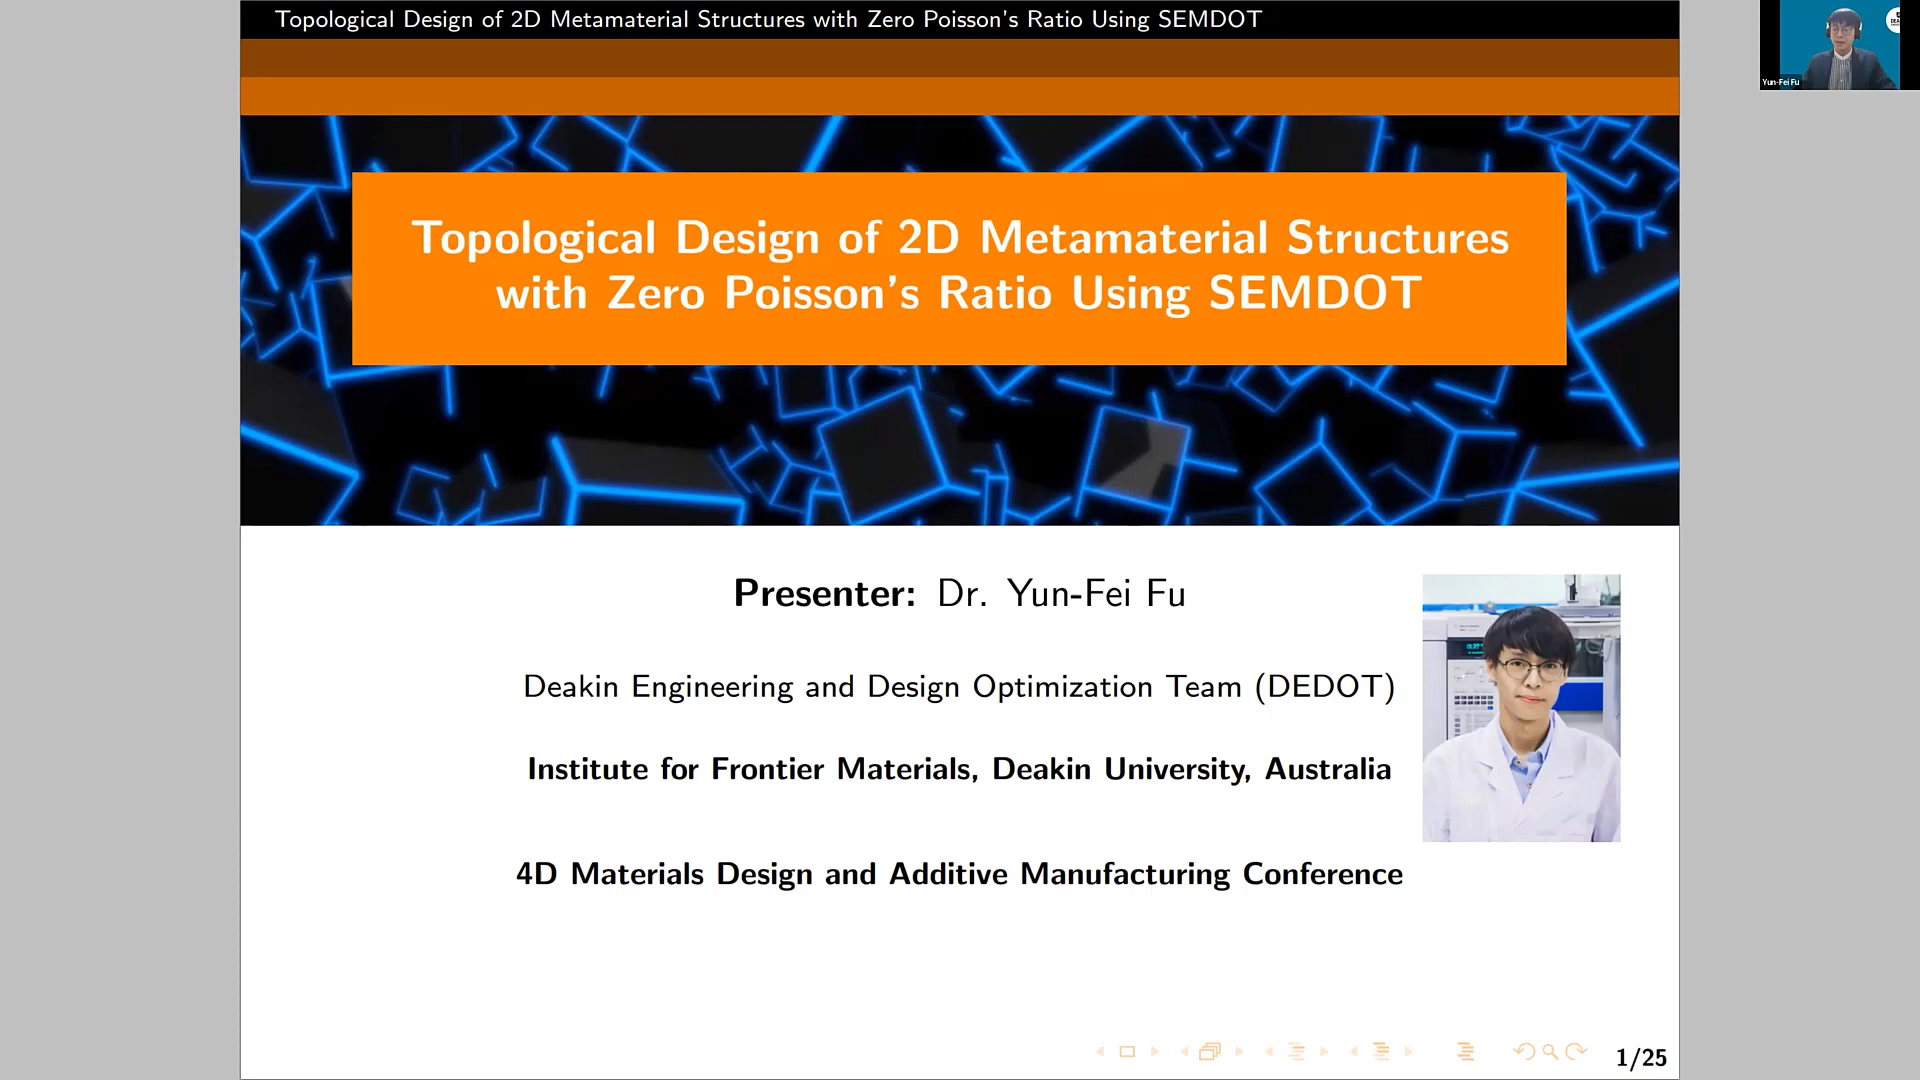 Topological Design of 2D Metamaterial Structures with Zero Poisson's Ratio Using SEMDOT
Yun-Fei Fu
Topological Design of 2D Metamaterial Structures
with Zero Poisson's Ratio Using SEMDOT
Presenter: Dr. Yun-Fei Fu
Deakin Engineering and Design Optimization Team (DEDOT)
Institute for Frontier Materials, Deakin University, Australia
4D Materials Design and Additive Manufacturing Conference
1/25